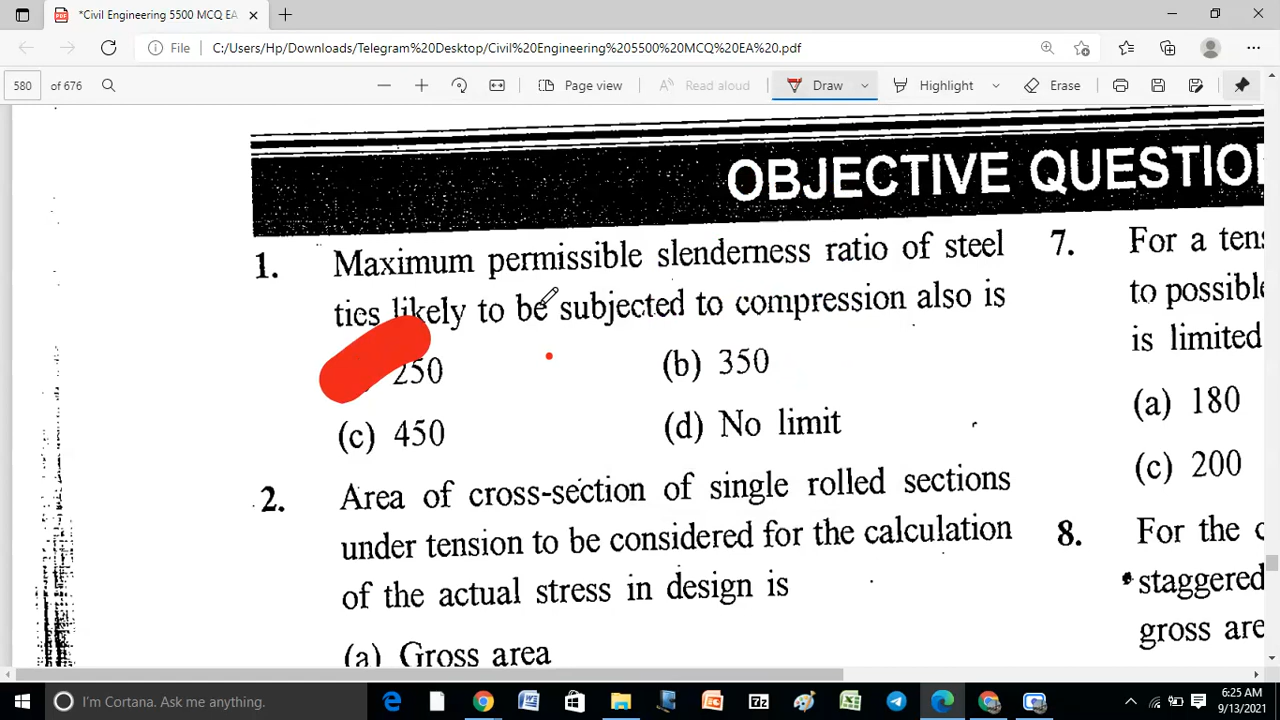 *Civil Engineering 5500 MCQ EA
File
C:/Users/Hp/Downloads/Telegram%20Desktop/Civil%20Engineering%205500%20MCQ%20EA%20.pdf
580 of 676
Page view
Read aloud
Draw
Highlight
Erase
OBJECTIVE QUESTIO
1. Maximum permissible slenderness ratio of steel
ties likely to be subjected to compression also is
250
(b) 350
(c) 450
(d) No limit
2. Area of cross-section of single rolled sections
under tension to be considered for the calculation
of the actual stress in design is
(a) Gross area
7. For a ten
to possible
is limited
(a) 180
(c) 200
8. For the
staggered
gross are
I'm Cortana. Ask me anything.
6:25 AM
9/13/2021